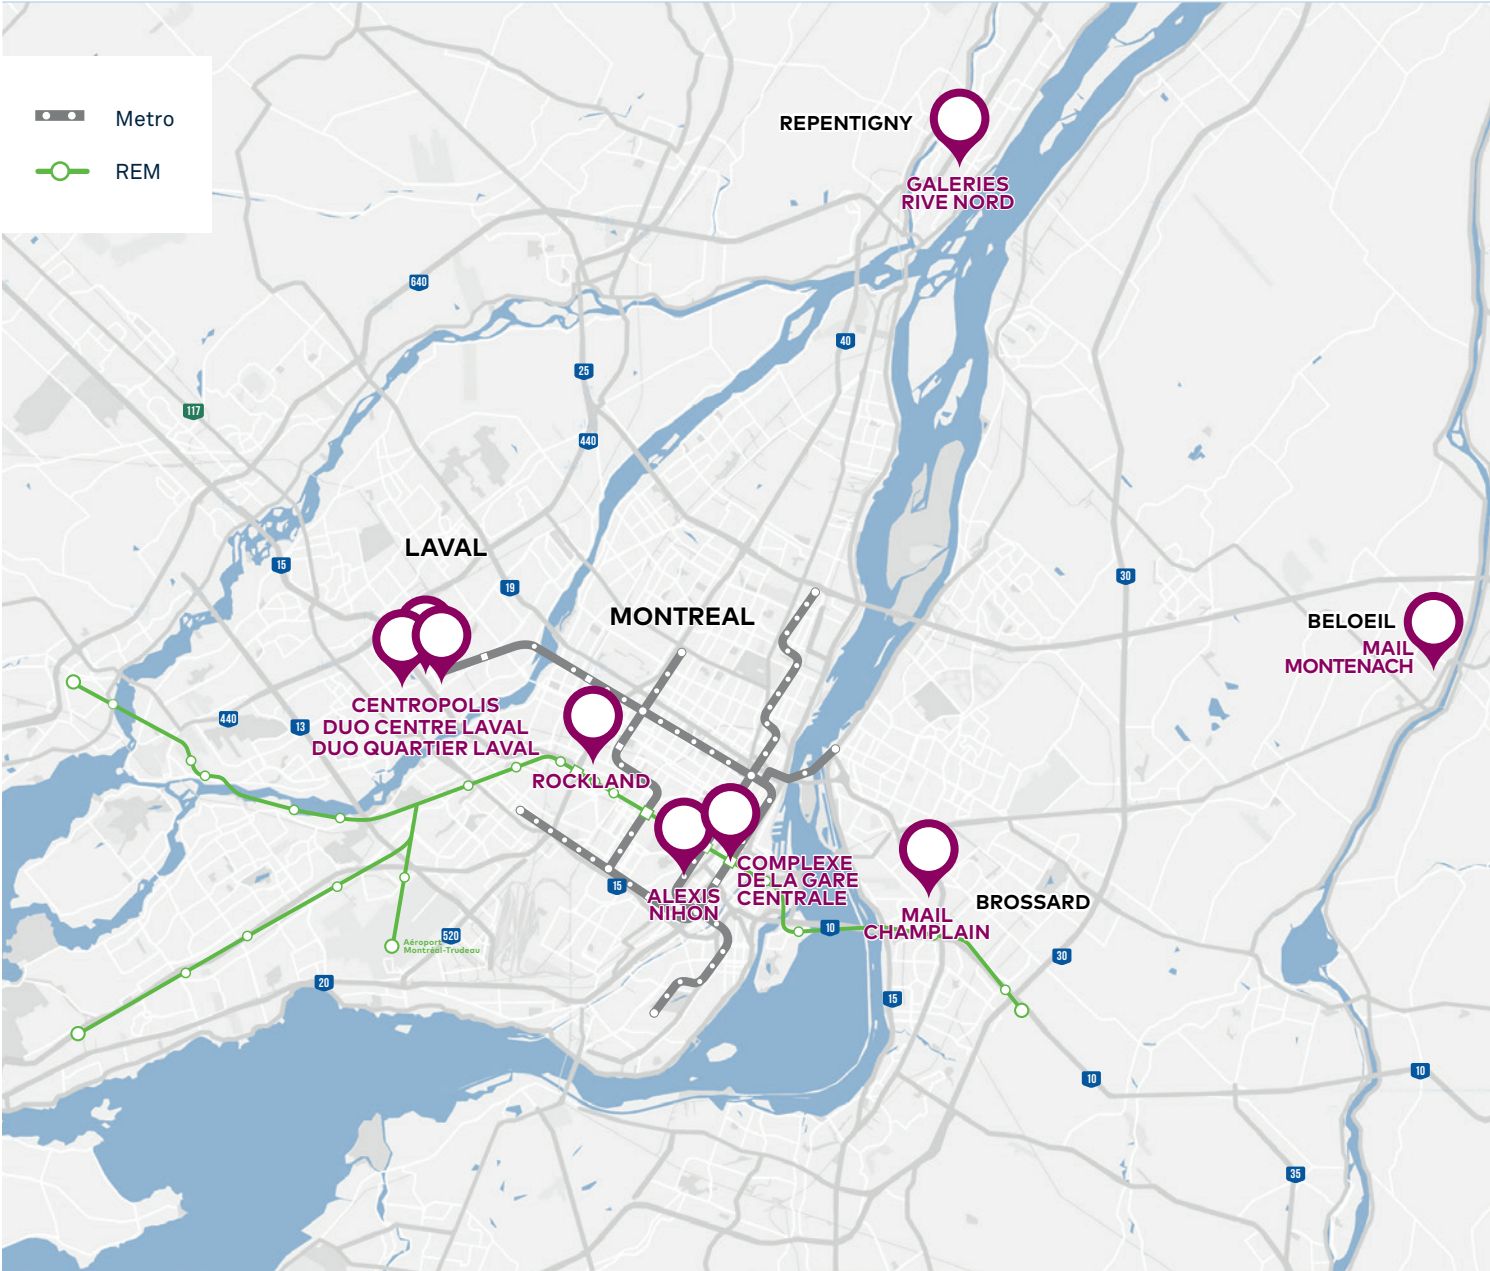 Metro
REM
REPENTIGNY
GALERIES
RIVE NORD
640
40
25
117
440
LAVAL
15
19
30
MONTREAL
BELOEIL
MAIL
MONTENACH
CENTROPOLIS
DUO CENTRE LAVAL
DUO QUARTIER LAVAL
440
13
ROCKLAND
COMPLEXE
DE LA GARE
CENTRALE
15
ALEXIS
NIHON
BROSSARD
MAIL
CHAMPLAIN
10
520
Aéroport
Montréal-Trudeau
30
20
15
10
10
35